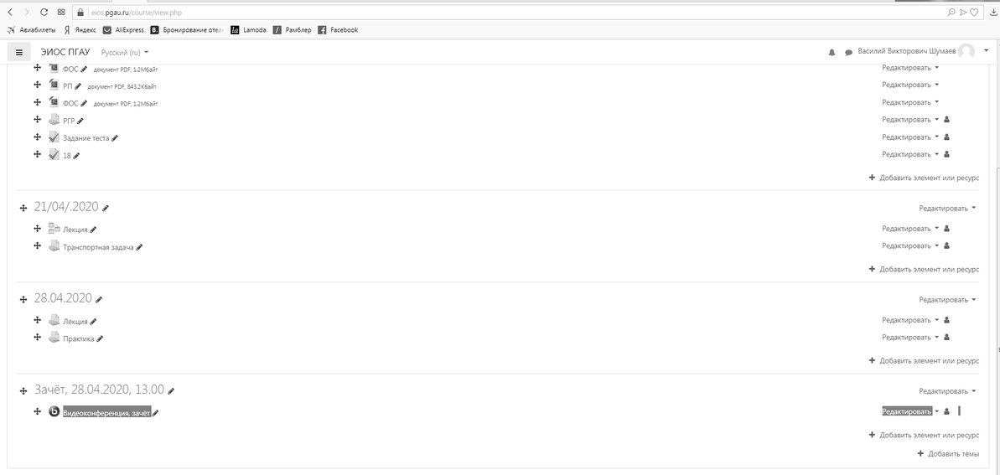 eios.pgau.ru/course/view.php
Авиабилеты Яндекс AliExpress B. Бронирование отел la Lamoda Рамблер Facebook
ЭИОС ПГАУ Русский (ru) Василий Викторович Шумаев
ФОС документ PDF, 1.2Мбайт Редактировать
РП документ PDF, 843.2Кбайт Редактировать
ФОС документ PDF, 1.2Мбайт Редактировать
РГР Редактировать
Задание теста Редактировать
18 Редактировать
Добавить элемент или ресурс
21/04/.2020 Редактировать
Лекция Редактировать
Транспортная задача Редактировать
Добавить элемент или ресурс
28.04.2020 Редактировать
Лекция Редактировать
Практика Редактировать
Добавить элемент или ресурс
Зачёт, 28.04.2020, 13.00 Редактировать
b Видеоконференция, зачёт Редактировать
Добавить элемент или ресурс
Добавить темы